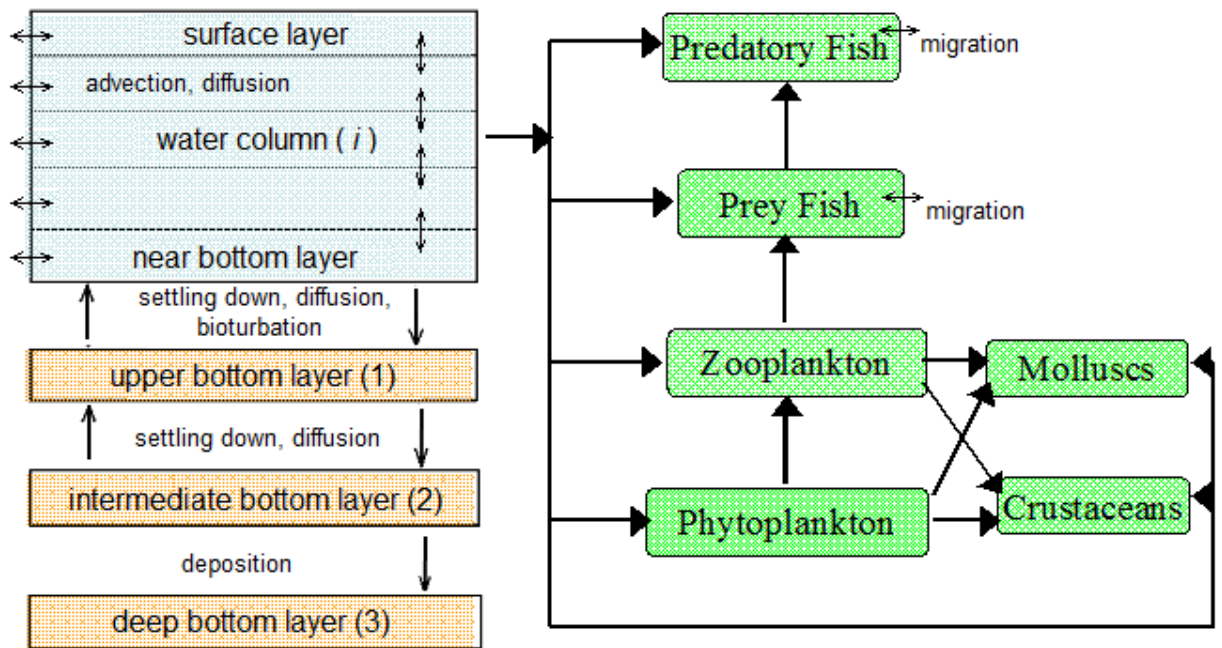 surface layer
advection, diffusion
water column ( i )
near bottom layer
settling down, diffusion,
bioturbation
upper bottom layer (1)
settling down, diffusion
intermediate bottom layer (2)
deposition
deep bottom layer (3)
Predatory Fish
migration
Prey Fish
migration
Zooplankton
Molluscs
Phytoplankton
Crustaceans